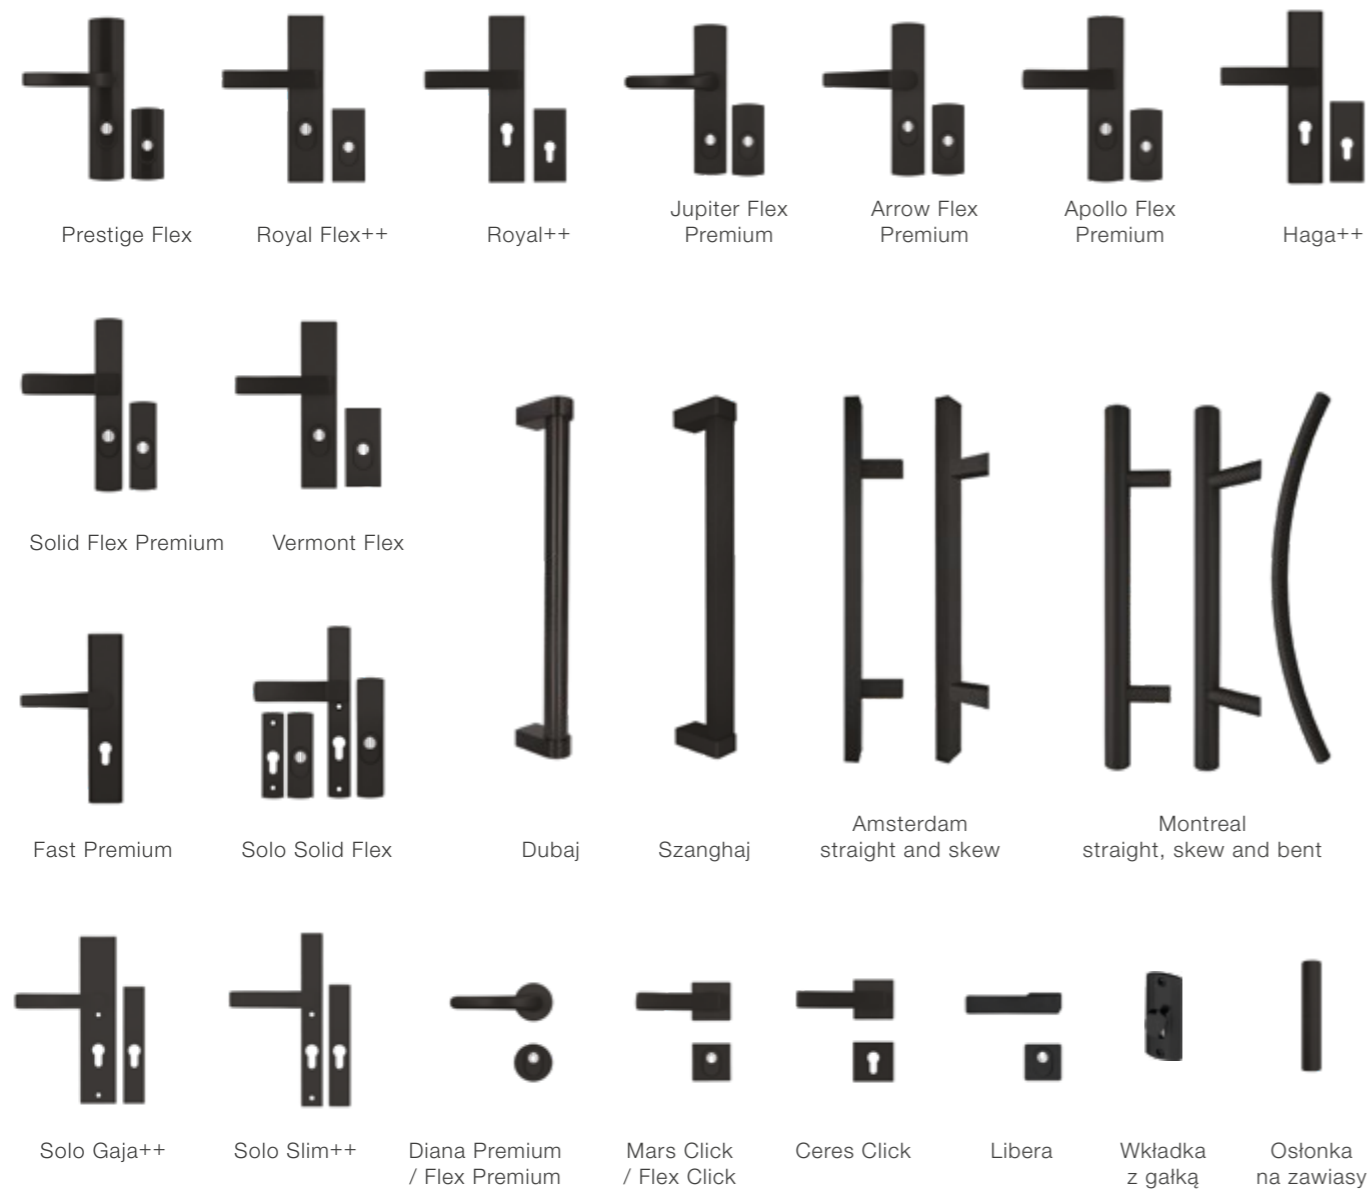 Prestige Flex
Royal Flex++
Royal++
Jupiter Flex
Premium
Arrow Flex
Premium
Apollo Flex
Premium
Haga++
Solid Flex Premium
Vermont Flex
Fast Premium
Solo Solid Flex
Dubaj
Szanghaj
Amsterdam
straight and skew
Montreal
straight, skew and bent
Solo Gaja++
Solo Slim++
Diana Premium
/ Flex Premium
Mars Click
/ Flex Click
Ceres Click
Libera
Wkładka
z gałką
Osłonka
na zawiasy